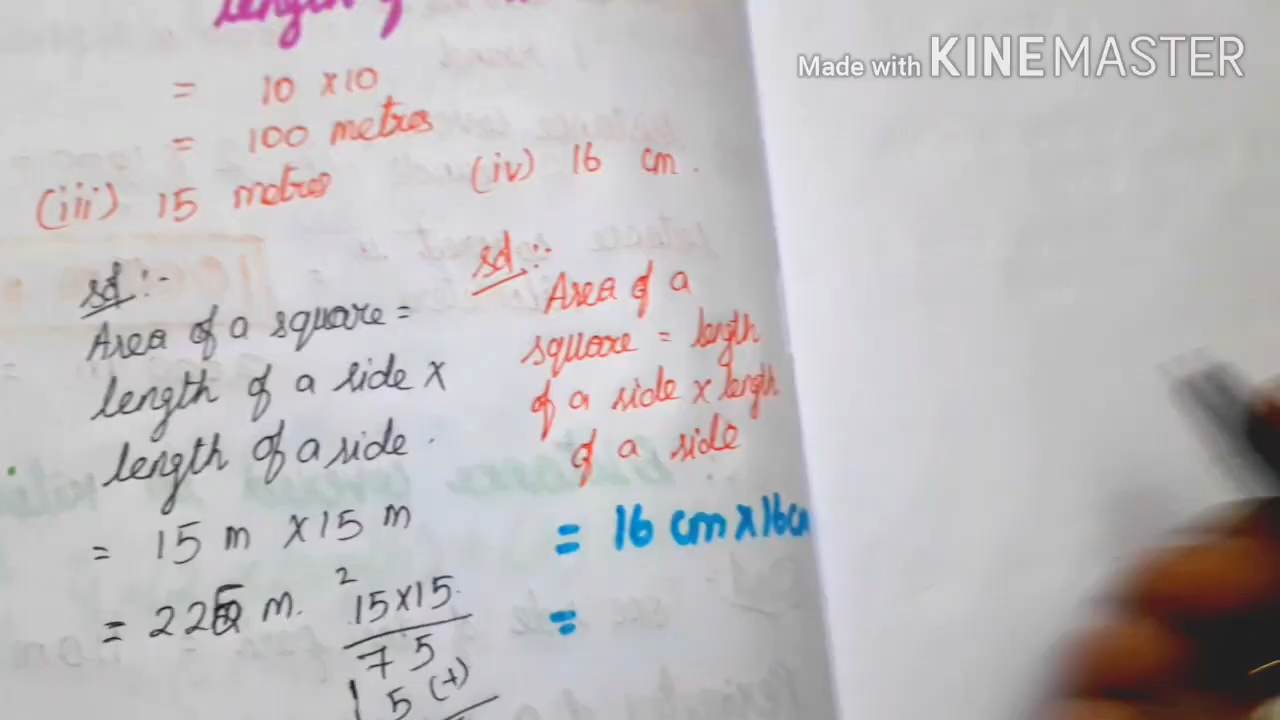 Made with KINEMASTER
length of
= 10 × 10
= 100 metres
(iii) 15 metres
(iv) 16 cm.
Sol :-
Area of a square =
length of a side ×
length of a side.
= 15 m × 15 m
= 225 m.
15×15
75
15 (+)
Sol :-
Area of a
square = length
of a side × length
of a side
= 16 cm × 16 cm
=